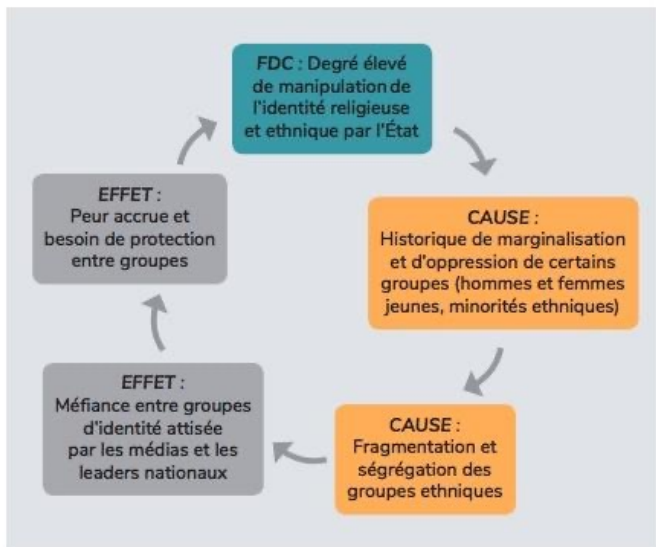 FDC : Degré élevé
de manipulation de
l'identité religieuse
et ethnique par l'État
CAUSE :
Historique de marginalisation
et d'oppression de certains
groupes (hommes et femmes
jeunes, minorités ethniques)
CAUSE :
Fragmentation et
ségrégation des
groupes ethniques
EFFET :
Méfiance entre groupes
d'identité attisée
par les médias et les
leaders nationaux
EFFET :
Peur accrue et
besoin de protection
entre groupes